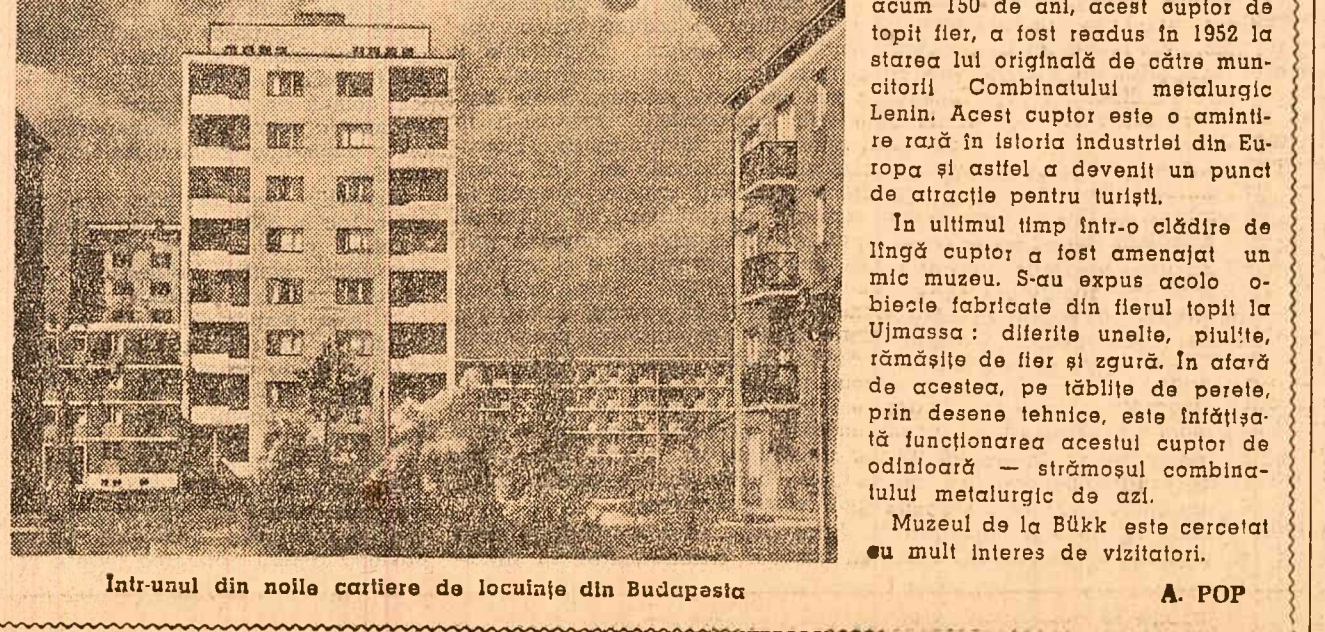 acum 150 de ani, acest cuptor de
topit fier, a fost readus în 1952 la
starea lui originală de către mun-
citorii Combinatului metalurgic
Lenin. Acest cuptor este o aminti-
re rară în istoria industriei din Eu-
ropa și astfel a devenit un punct
de atracție pentru turiști.
In ultimul timp într-o clădire de
lîngă cuptor a fost amenajat un
mic muzeu. S-au expus acolo o-
biecte fabricate din fierul topit la
Ujmassa : diferite unelte, piulițe,
rămășițe de fier și zgură. In afară
de acestea, pe tăblițe de perete,
prin desene tehnice, este înfățișa-
tă funcționarea acestui cuptor de
odinioară — strămoșul combina-
tului metalurgic de azi.
Muzeul de la Bükk este cercetat
cu mult interes de vizitatori.
A. POP
Intr-unul din noile cartiere de locuințe din Budapesta